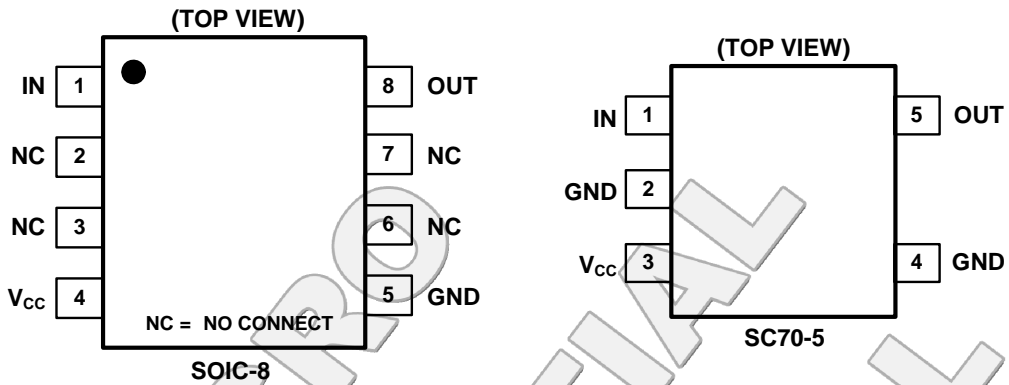 (TOP VIEW)
IN 1
8 OUT
NC 2
7 NC
NC 3
6 NC
VCC 4
5 GND
NC = NO CONNECT
SOIC-8
(TOP VIEW)
IN 1
5 OUT
GND 2
VCC 3
4 GND
SC70-5